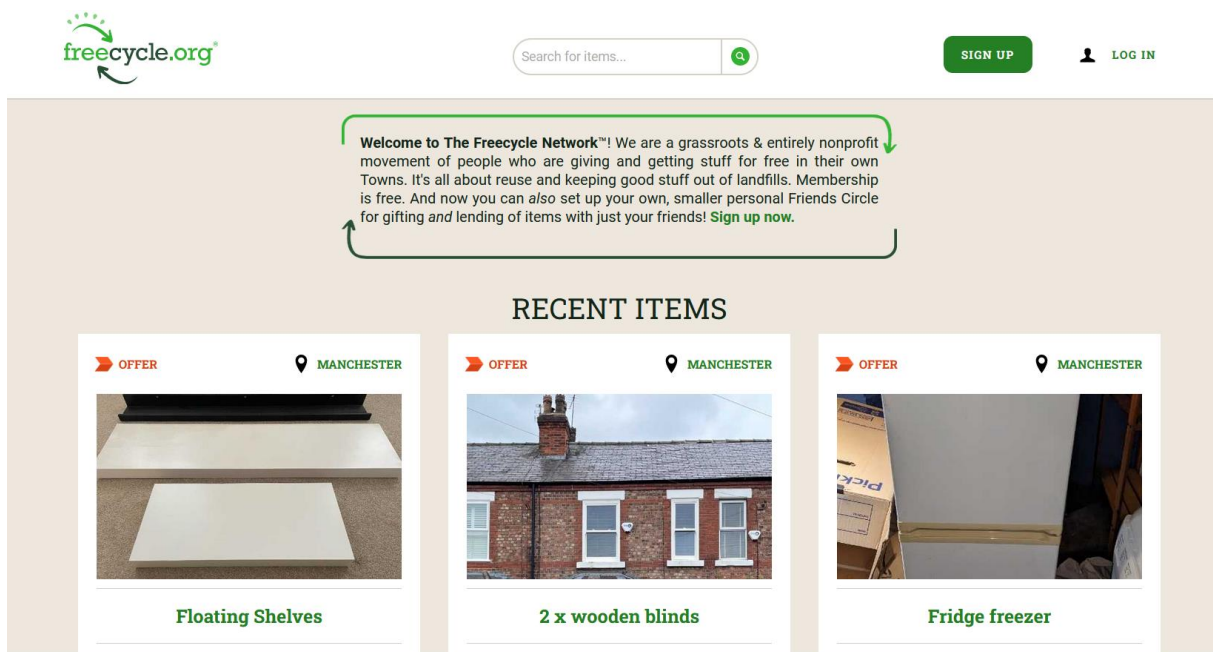 freecycle.org®
Search for items...
SIGN UP
LOG IN
Welcome to The Freecycle Network™! We are a grassroots & entirely nonprofit
movement of people who are giving and getting stuff for free in their own
Towns. It's all about reuse and keeping good stuff out of landfills. Membership
is free. And now you can also set up your own, smaller personal Friends Circle
for gifting and lending of items with just your friends! Sign up now.
RECENT ITEMS
OFFER
MANCHESTER
OFFER
MANCHESTER
OFFER
MANCHESTER
Floating Shelves
2 x wooden blinds
Fridge freezer